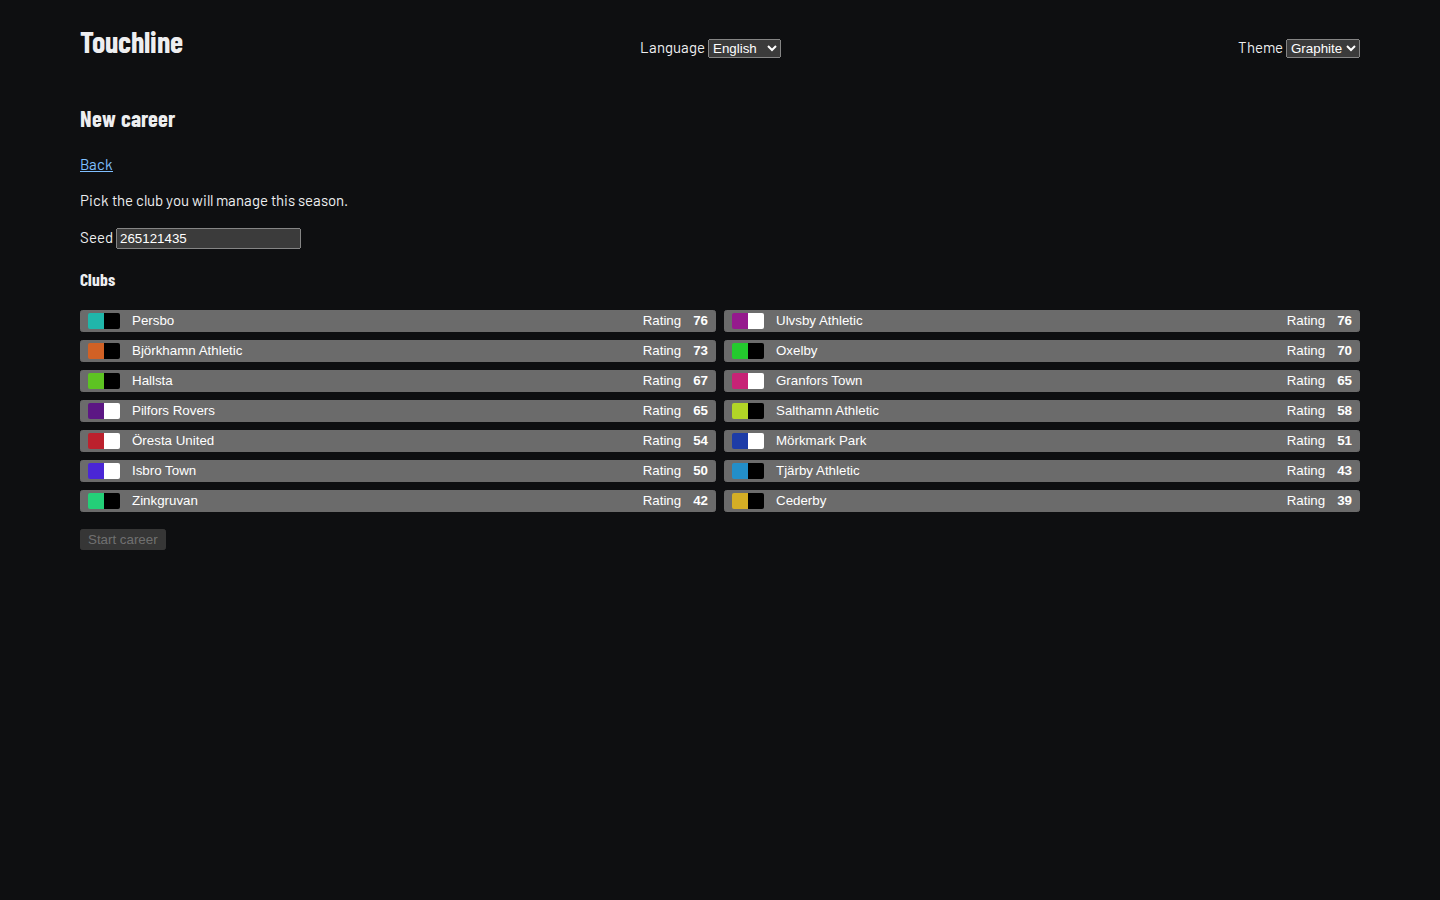 Touchline
Language English
Theme Graphite
New career
Back
Pick the club you will manage this season.
Seed 265121435
Clubs
Persbo Rating 76
Ulvsby Athletic Rating 76
Björkhamn Athletic Rating 73
Oxelby Rating 70
Hallsta Rating 67
Granfors Town Rating 65
Pilfors Rovers Rating 65
Salthamn Athletic Rating 58
Öresta United Rating 54
Mörkmark Park Rating 51
Isbro Town Rating 50
Tjärby Athletic Rating 43
Zinkgruvan Rating 42
Cederby Rating 39
Start career